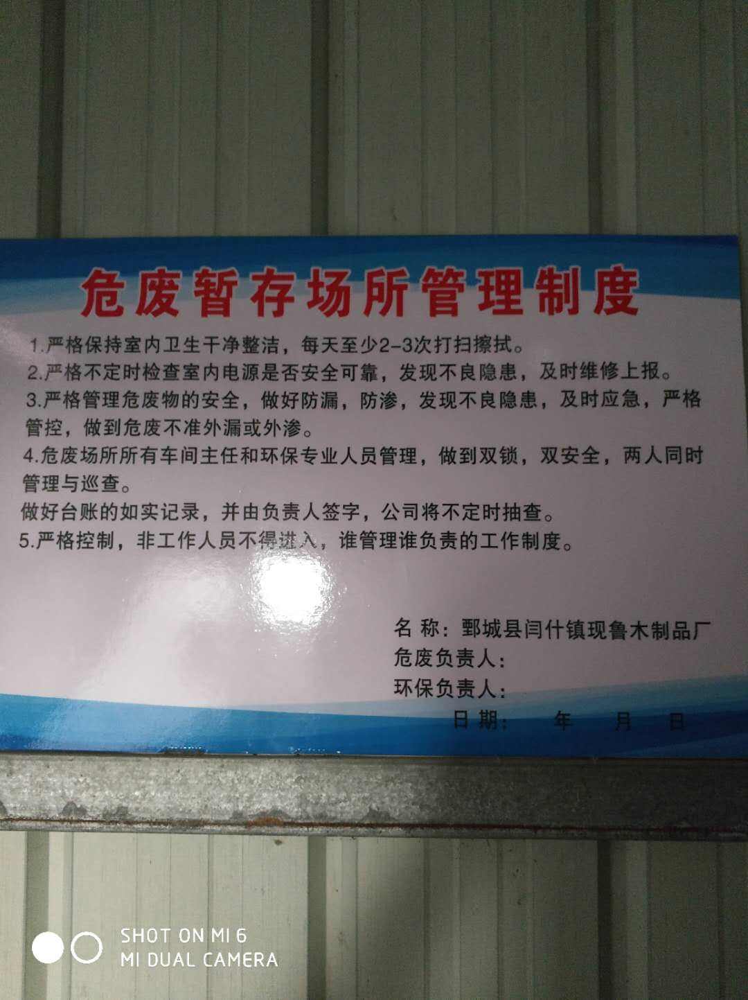 危废暂存场所管理制度
1.严格保持室内卫生干净整洁，每天至少2-3次打扫擦拭。
2.严格不定时检查室内电源是否安全可靠，发现不良隐患，及时维修上报。
3.严格管理危废物的安全，做好防漏，防渗，发现不良隐患，及时应急，严格
管控，做到危废不准外漏或外渗。
4.危废场所所有车间主任和环保专业人员管理，做到双锁，双安全，两人同时
管理与巡查。
做好台账的如实记录，并由负责人签字，公司将不定时抽查。
5.严格控制，非工作人员不得进入，谁管理谁负责的工作制度。
名 称：鄄城县闫什镇现鲁木制品厂
危废负责人：
环保负责人：
日期： 年 月 日
SHOT ON MI 6
MI DUAL CAMERA